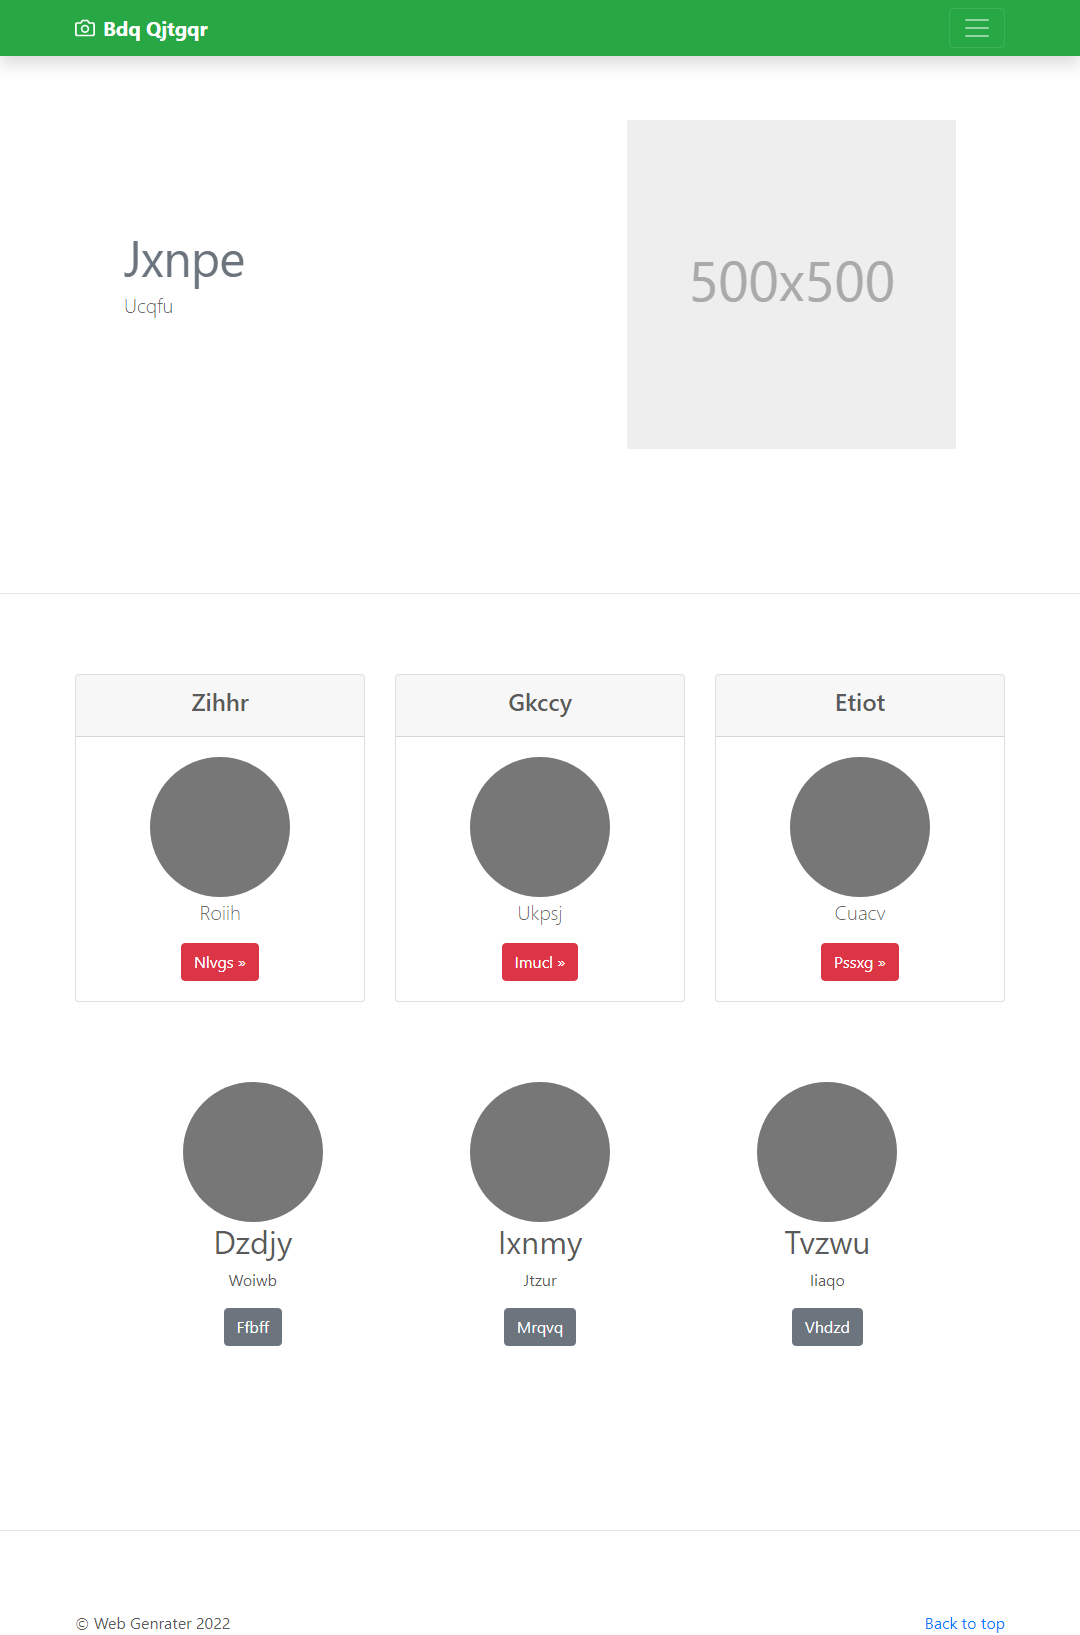 Bdq Qjtgqr
Jxnpe
Ucqfu
500x500
Zihhr
Gkccy
Etiot
Roiih
Ukpsj
Cuacv
Nlvgs »
Imucl »
Pssxg »
Dzdjy
Ixnmy
Tvzwu
Woiwb
Jtzur
Iiaqo
Ffbff
Mrqvq
Vhdzd
© Web Genrater 2022
Back to top